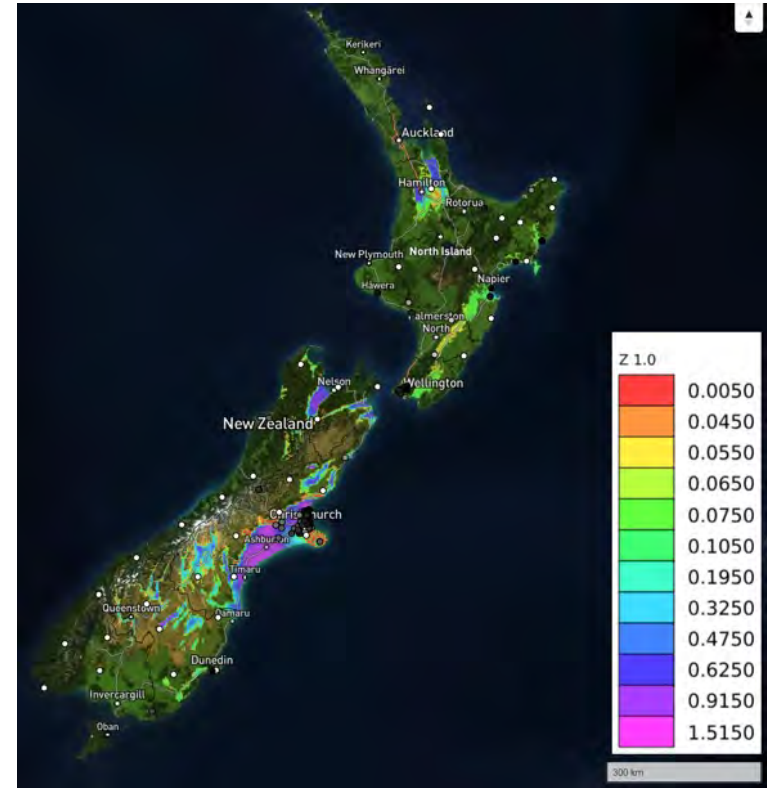 Kerikeri
Whangārei
Auckland
Hamilton
Rotorua
New Plymouth
North Island
Hāwera
Napier
almerston
North
Wellington
Nelson
New Zealand
Ashburton
Timaru
Queenstown
Oamaru
Dunedin
Invercargill
Oban
Z 1.0
0.0050
0.0450
0.0550
0.0650
0.0750
0.1050
0.1950
0.3250
0.4750
0.6250
0.9150
1.5150
300 km